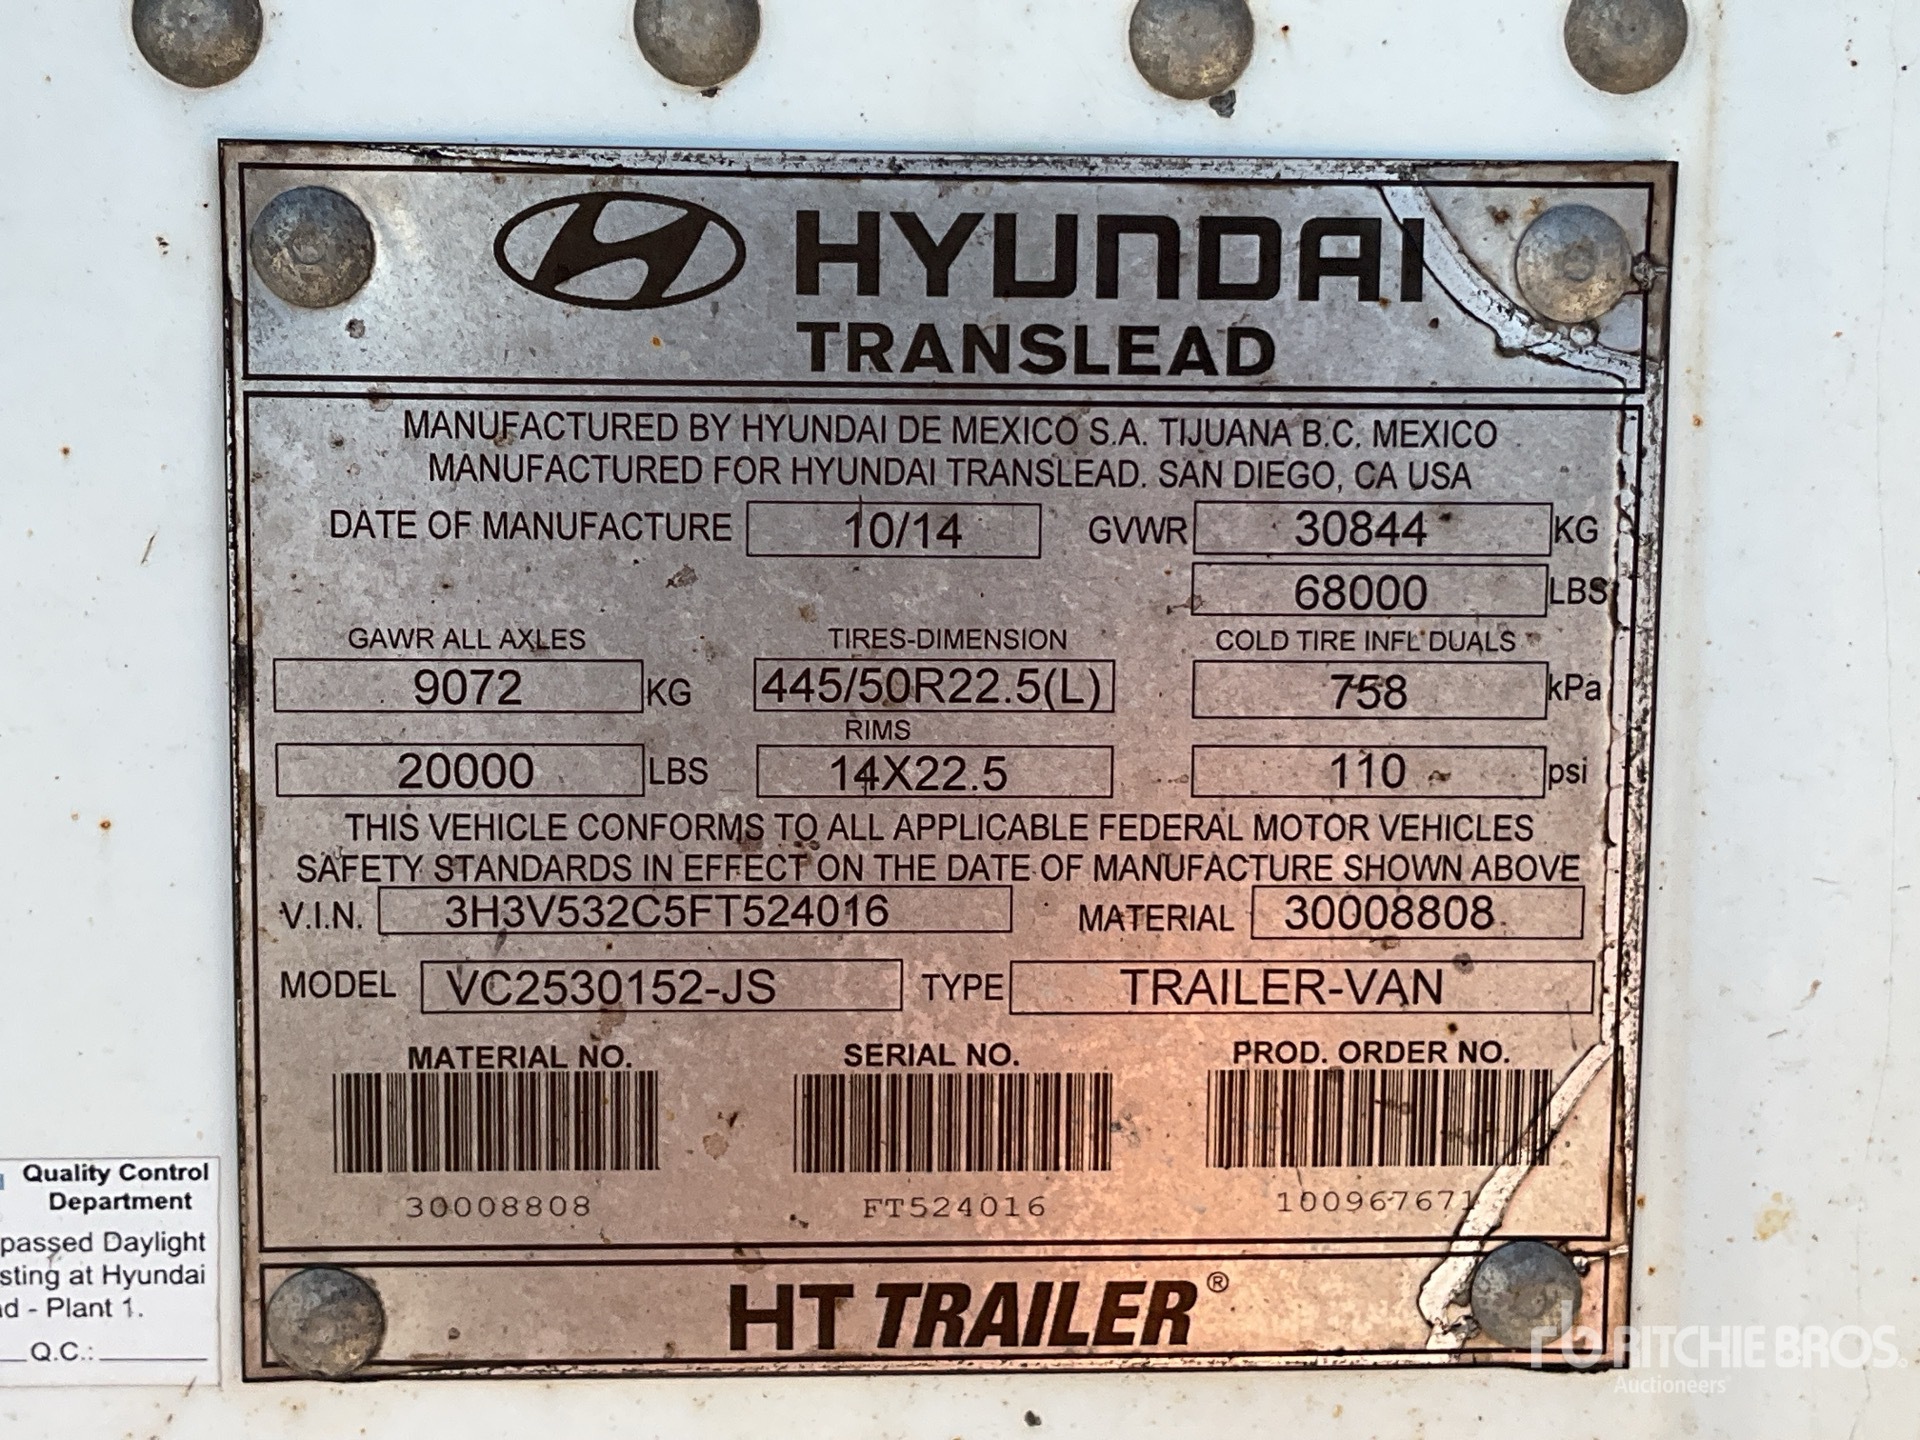 HYUNDAI
TRANSLEAD
MANUFACTURED BY HYUNDAI DE MEXICO S.A. TIJUANA B.C. MEXICO
MANUFACTURED FOR HYUNDAI TRANSLEAD. SAN DIEGO, CA USA
DATE OF MANUFACTURE 10/14 GVWR 30844 KG
68000 LBS
GAWR ALL AXLES TIRES-DIMENSION COLD TIRE INFL DUALS
9072 KG 445/50R22.5(L) 758 kPa
RIMS
20000 LBS 14X22.5 110 psi
THIS VEHICLE CONFORMS TO ALL APPLICABLE FEDERAL MOTOR VEHICLES
SAFETY STANDARDS IN EFFECT ON THE DATE OF MANUFACTURE SHOWN ABOVE
V.I.N. 3H3V532C5FT524016 MATERIAL 30008808
MODEL VC2530152-JS TYPE TRAILER-VAN
MATERIAL NO. SERIAL NO. PROD. ORDER NO.
30008808 FT524016 100967671
HT TRAILER®
Quality Control
Department
passed Daylight
sting at Hyundai
d - Plant 1.
Q.C.:
rb RITCHIE BROS.
Auctioneers